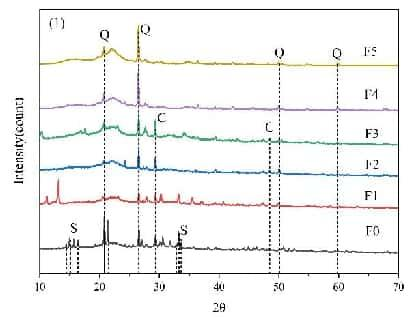 (1)
Q
Q
Q
Q
F5
F4
C
C
F3
F2
F1
S
S
F0
Intensity(count)
10
20
30
40
50
60
70
2θ